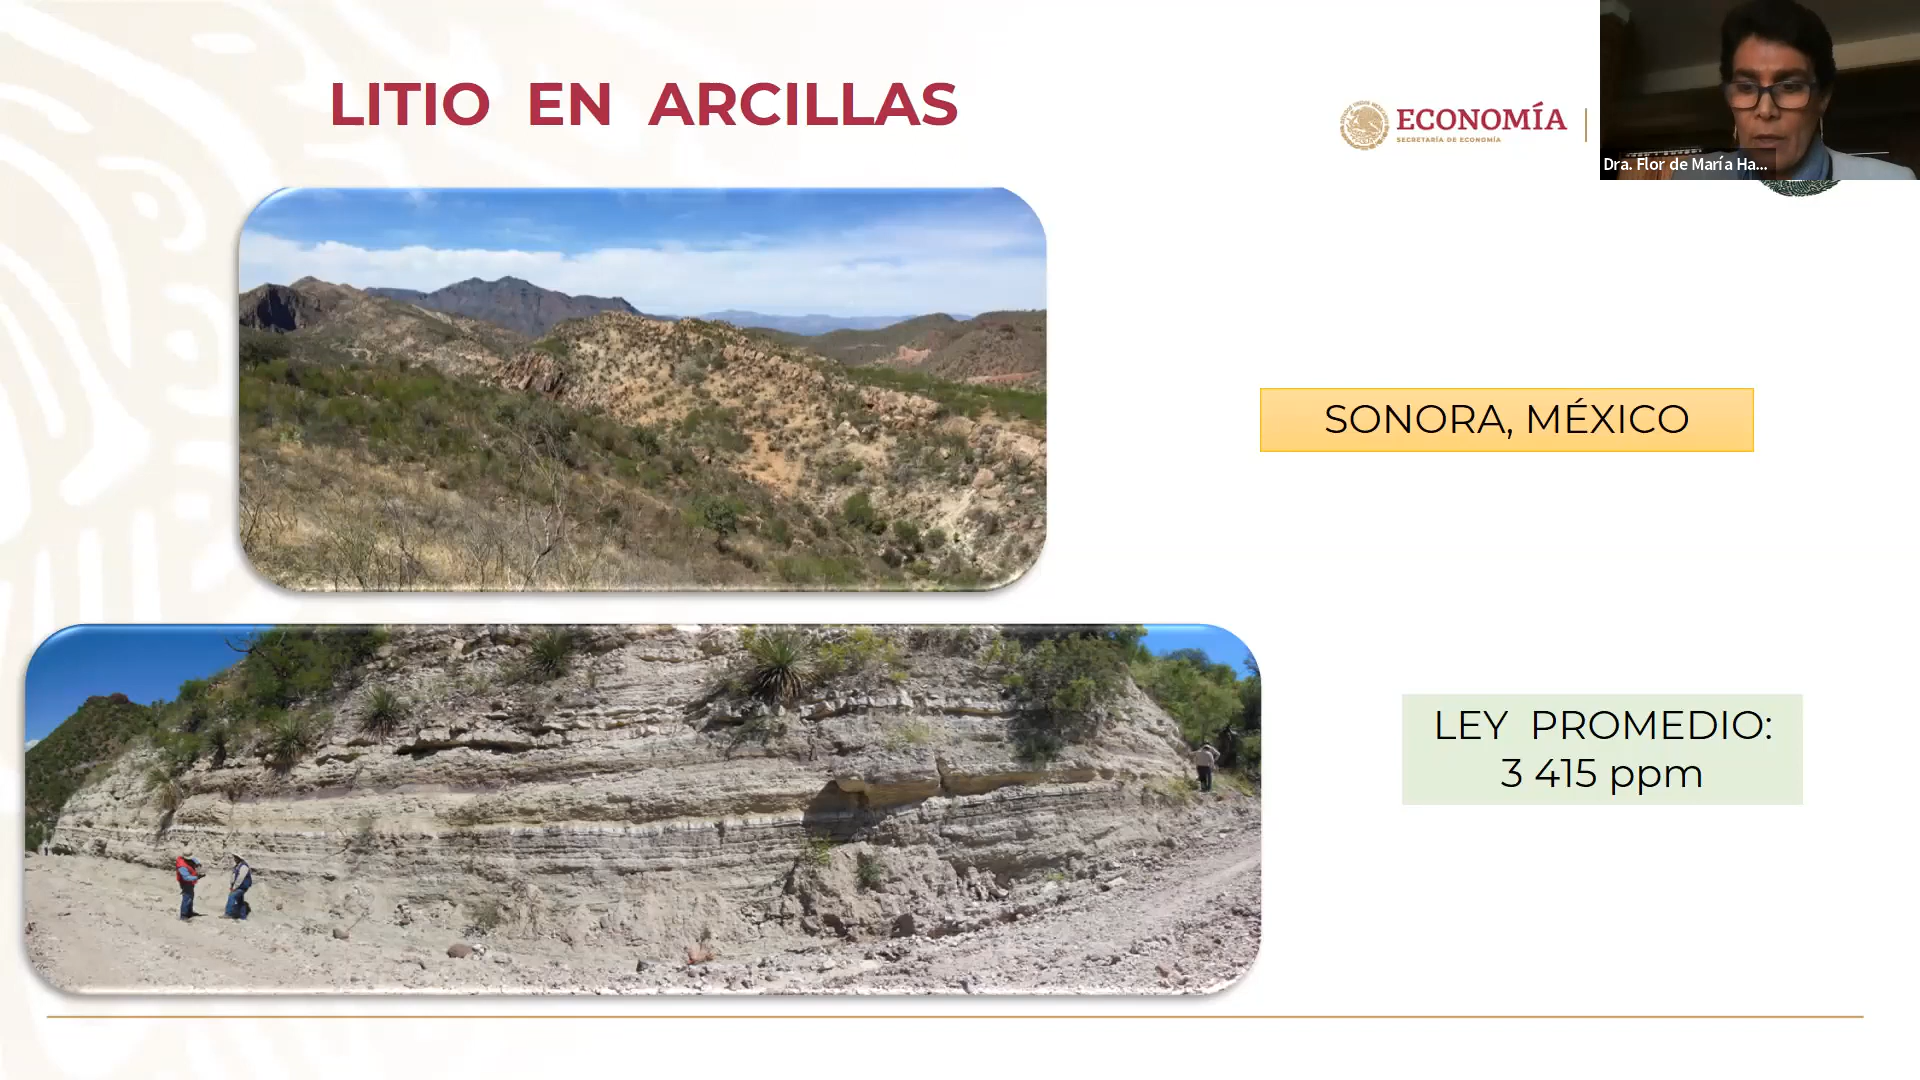 LITIO EN ARCILLAS
ECONOMÍA
SECRETARÍA DE ECONOMÍA
Dra. Flor de María Ha...
SONORA, MÉXICO
LEY PROMEDIO:
3 415 ppm